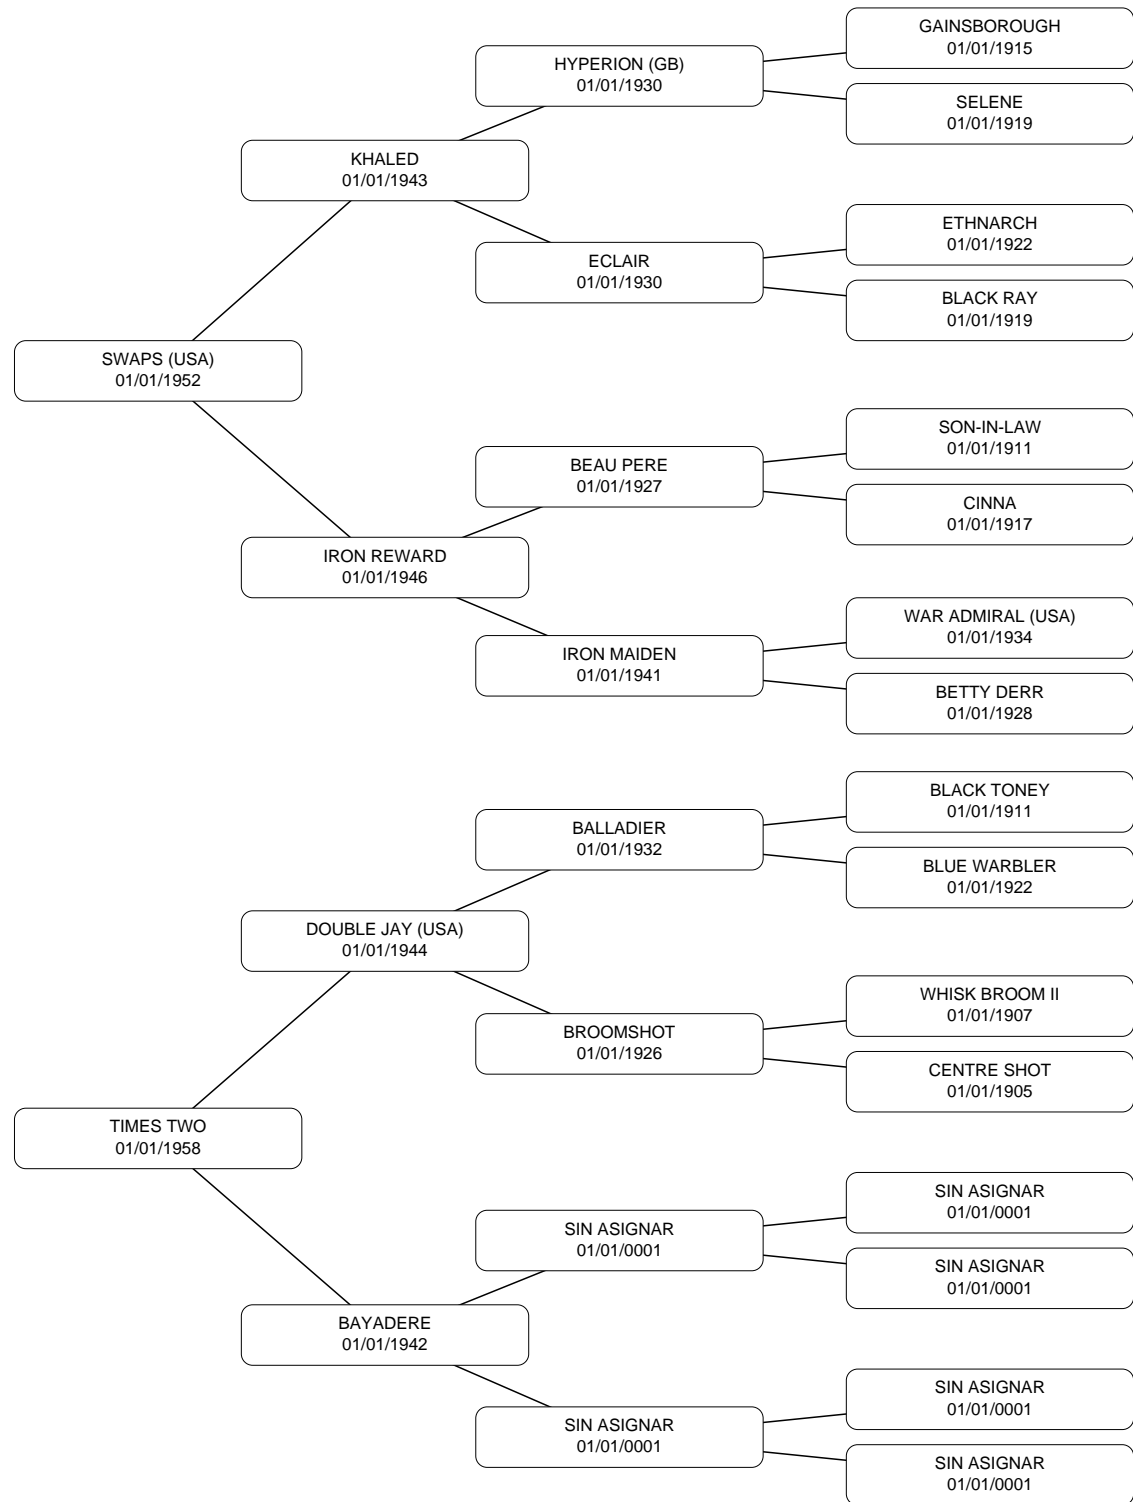 GAINSBOROUGH
01/01/1915
HYPERION (GB)
01/01/1930
SELENE
01/01/1919
KHALED
01/01/1943
ETHNARCH
01/01/1922
ECLAIR
01/01/1930
BLACK RAY
01/01/1919
SWAPS (USA)
01/01/1952
SON-IN-LAW
01/01/1911
BEAU PERE
01/01/1927
CINNA
01/01/1917
IRON REWARD
01/01/1946
WAR ADMIRAL (USA)
01/01/1934
IRON MAIDEN
01/01/1941
BETTY DERR
01/01/1928
BLACK TONEY
01/01/1911
BALLADIER
01/01/1932
BLUE WARBLER
01/01/1922
DOUBLE JAY (USA)
01/01/1944
WHISK BROOM II
01/01/1907
BROOMSHOT
01/01/1926
CENTRE SHOT
01/01/1905
TIMES TWO
01/01/1958
SIN ASIGNAR
01/01/0001
SIN ASIGNAR
01/01/0001
SIN ASIGNAR
01/01/0001
BAYADERE
01/01/1942
SIN ASIGNAR
01/01/0001
SIN ASIGNAR
01/01/0001
SIN ASIGNAR
01/01/0001